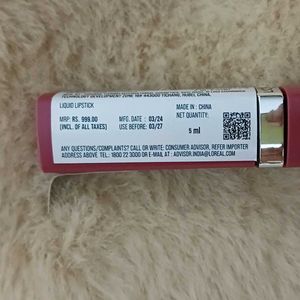 TECHNOLOGY DEVELOPMENT ZONE 16# 443000 YICHANG, HUBEI, CHINA.
LIQUID LIPSTICK
MRP: RS. 999.00 MFG. DATE : 03/24 MADE IN : CHINA
(INCL. OF ALL TAXES) USE BEFORE: 03/27 NET QUANTITY:
5 ml
ANY QUESTIONS/COMPLAINTS? CALL OR WRITE: CONSUMER ADVISOR, REFER IMPORTER
ADDRESS ABOVE, TEL: 1800 22 3000 OR E-MAIL AT : ADVISOR.INDIA@LOREAL.COM